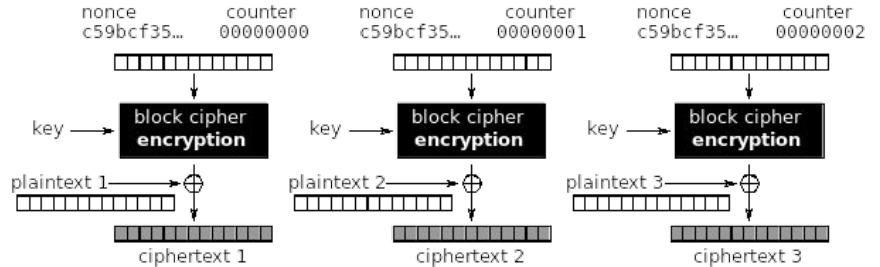 nonce counter nonce counter nonce counter
c59bcf35… 00000000 c59bcf35… 00000001 c59bcf35… 00000002
block cipher block cipher block cipher
key encryption key encryption key encryption
plaintext 1 plaintext 2 plaintext 3
ciphertext 1 ciphertext 2 ciphertext 3